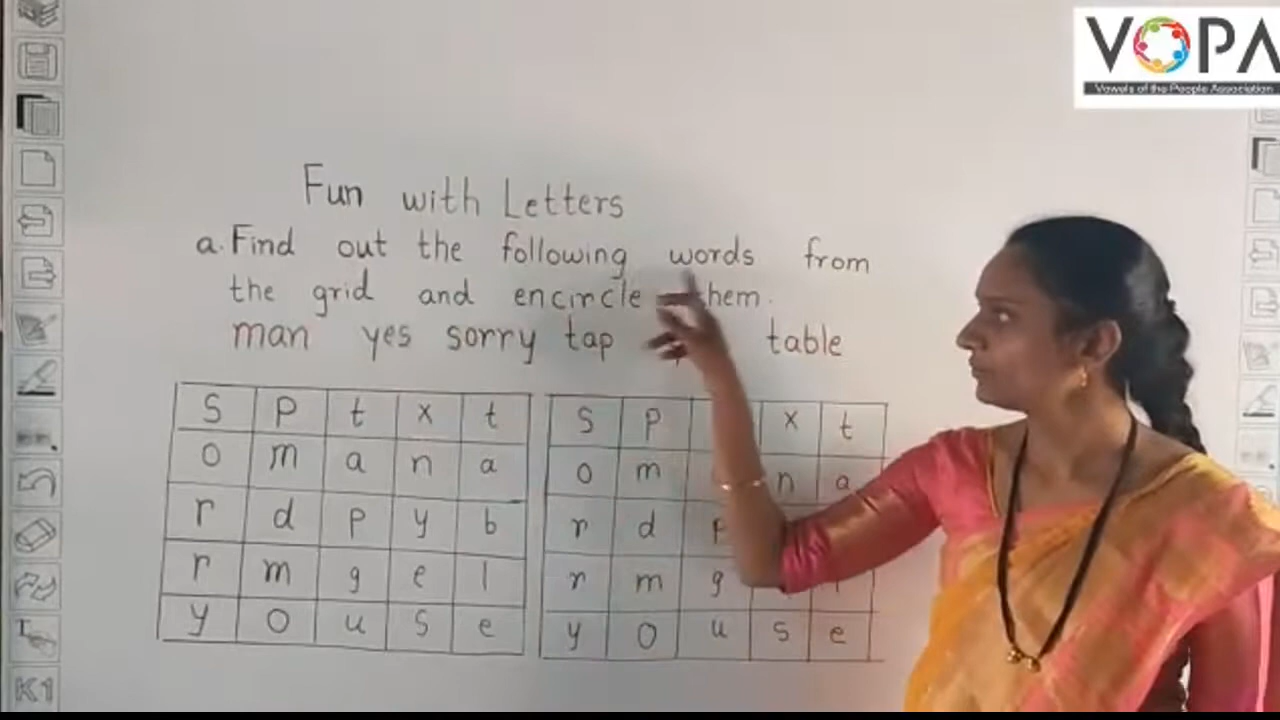 VOPA
Vowels of the People Association
Fun with Letters
a. Find out the following words from
the grid and encircle them.
man yes sorry tap table
S P t x t
o m a n a
r d p y b
r m g e l
y o u s e
S P x t
o m n a
r d p
r m g
y o u s e
T
K1